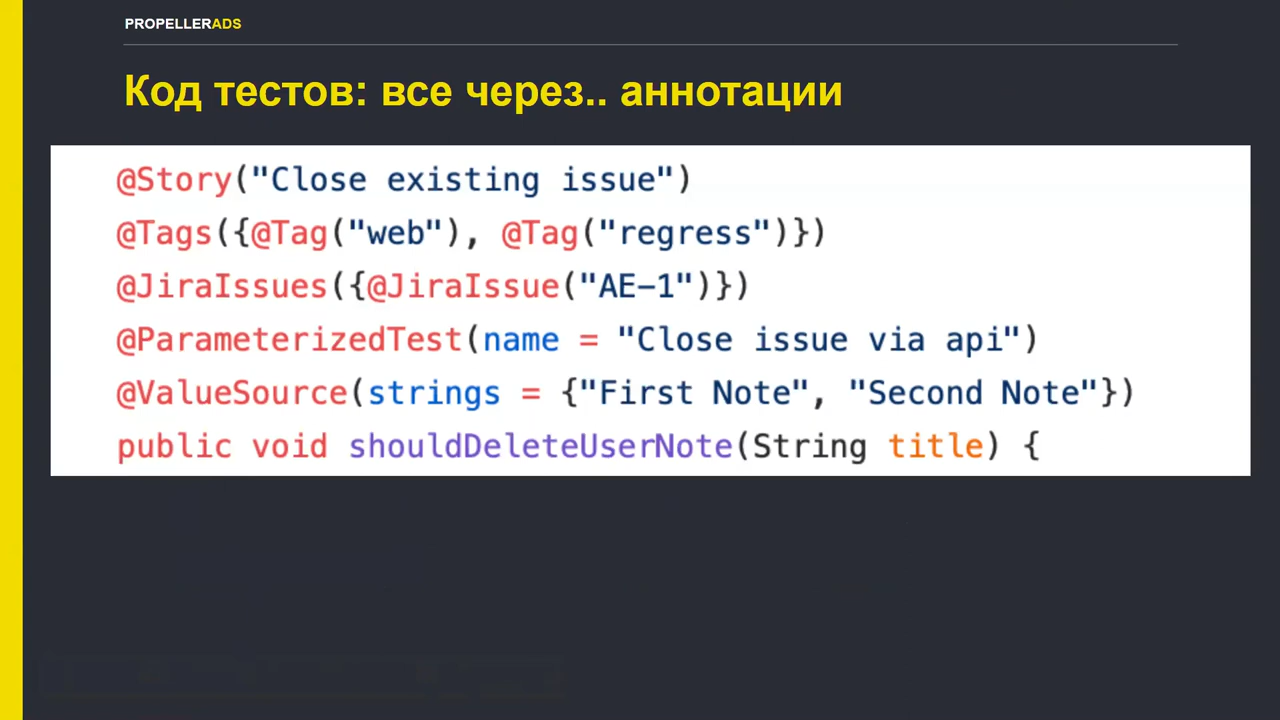 PROPELLERADS
Код тестов: все через.. аннотации
@Story("Close existing issue")
@Tags({@Tag("web"), @Tag("regress")})
@JiraIssues({@JiraIssue("AE-1")})
@ParameterizedTest(name = "Close issue via api")
@ValueSource(strings = {"First Note", "Second Note"})
public void shouldDeleteUserNote(String title) {